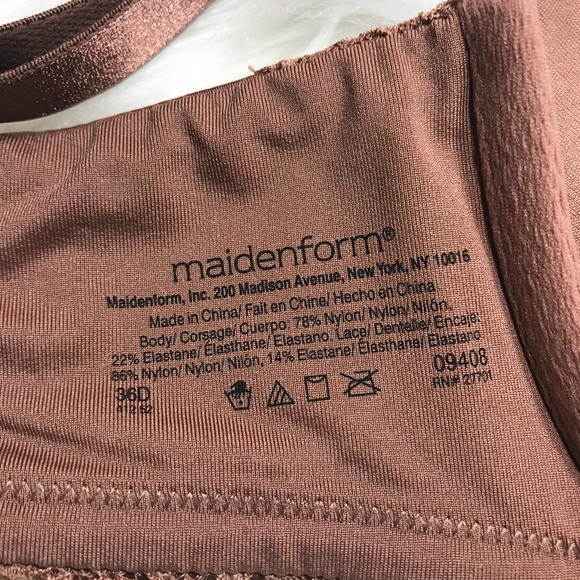 maidenform®
Maidenform, Inc. 200 Madison Avenue, New York, NY 10016
Made in China/ Fait en Chine/ Hecho en China
Body/ Corsage/ Cuerpo: 78% Nylon/ Nylon/ Nilón,
22% Elastane/ Élasthane/ Elastano. Lace/ Dentelle/ Encaje:
86% Nylon/ Nylon/ Nilón, 14% Elastane/ Élasthane/ Elastano
36D
09408
RN# 27701